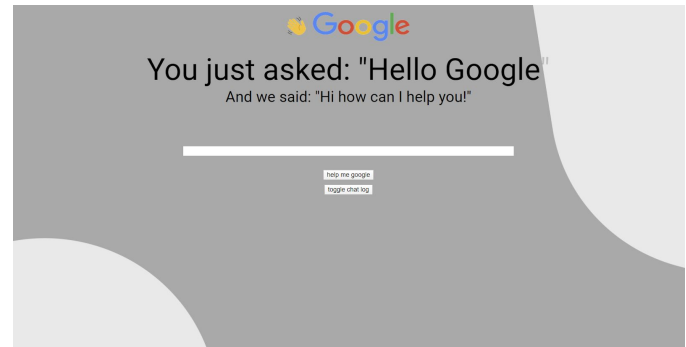 👋 Google
You just asked: "Hello Google"
And we said: "Hi how can I help you!"
help me google
toggle chat log